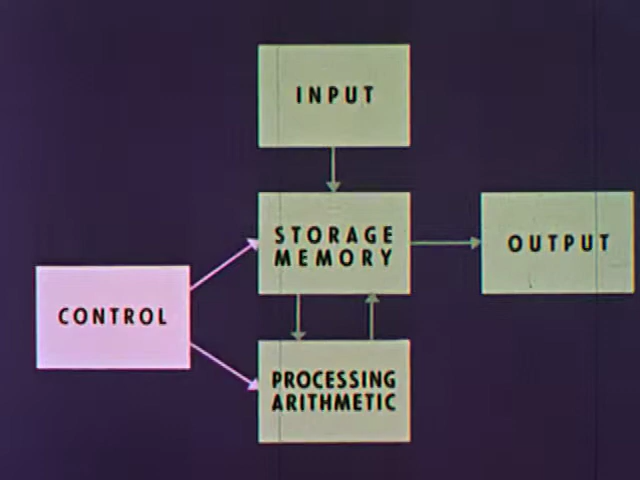 INPUT
STORAGE
MEMORY
OUTPUT
CONTROL
PROCESSING
ARITHMETIC